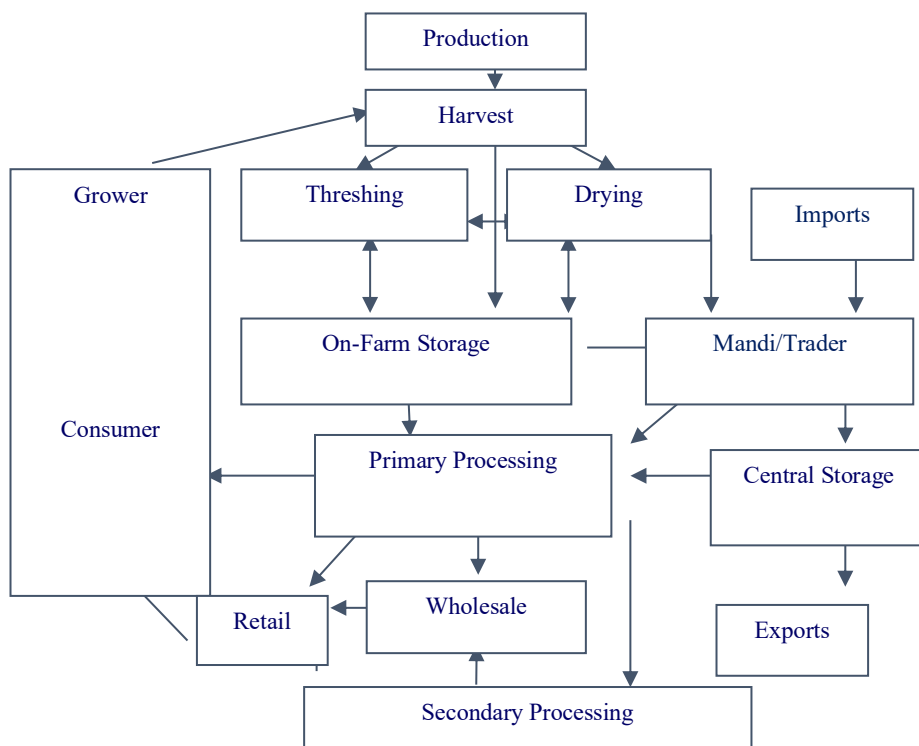 Production
Harvest
Grower
Threshing
Drying
Imports
On-Farm Storage
Mandi/Trader
Consumer
Primary Processing
Central Storage
Retail
Wholesale
Exports
Secondary Processing